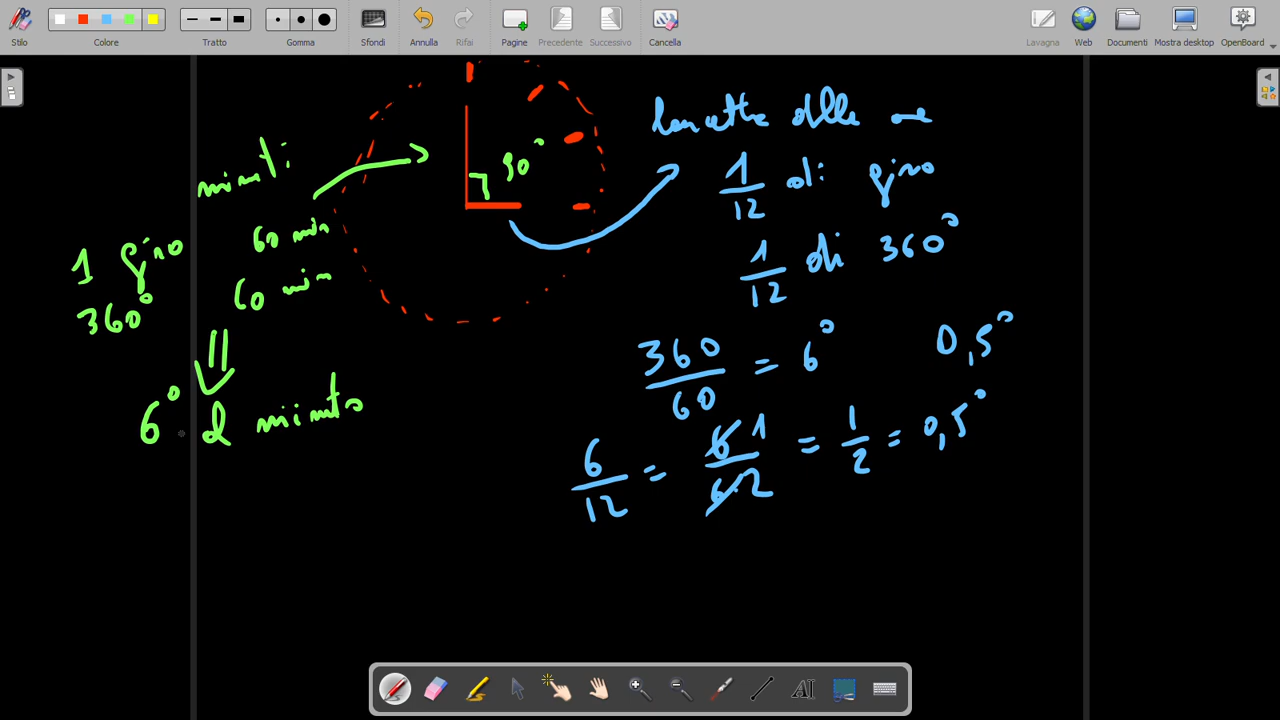 Stilo
Colore
Tratto
Gomma
Sfondi
Annulla
Rifai
Pagine
Precedente
Successivo
Cancella
Lavagna
Web
Documenti
Mostra desktop
OpenBoard
minuti
60 min
60 min
1 giro
360°
6° al minuto
90°
lancetta delle ore
1/12 di giro
1/12 di 360°
360/60 = 6°
0,5°
6/12 = 6 1/6·2 = 1/2 = 0,5°
AI